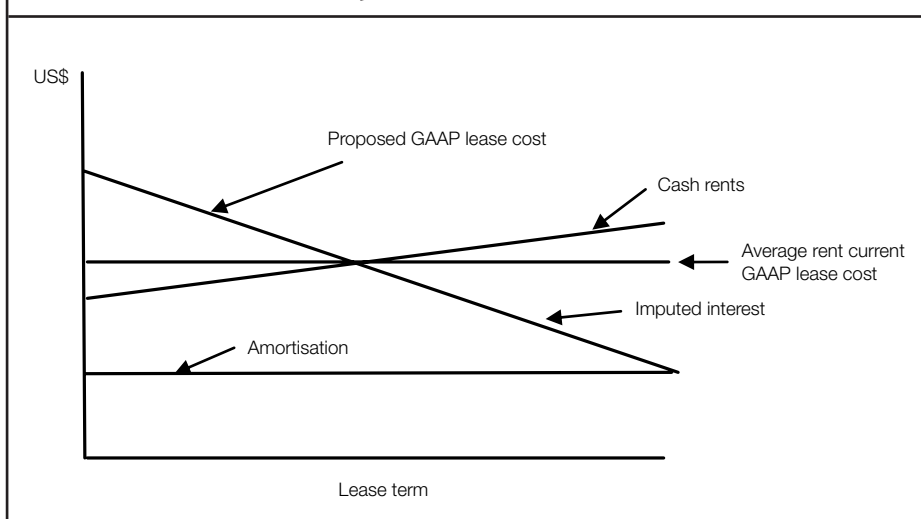 US$
Proposed GAAP lease cost
Cash rents
Average rent current
GAAP lease cost
Imputed interest
Amortisation
Lease term